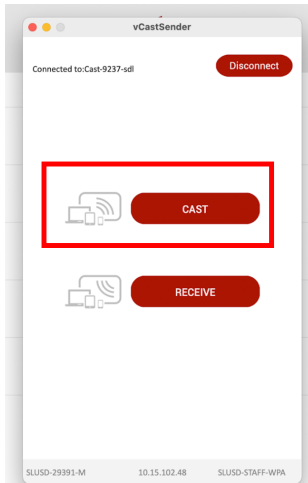 vCastSender
Connected to:Cast-9237-sdl
Disconnect
CAST
RECEIVE
SLUSD-29391-M 10.15.102.48 SLUSD-STAFF-WPA